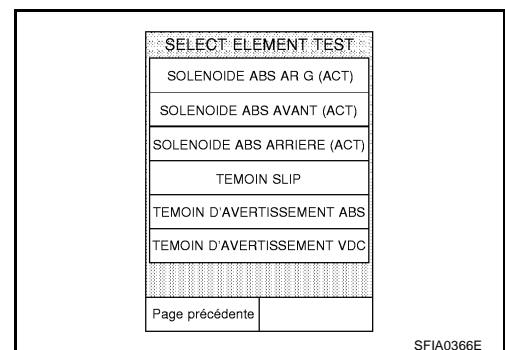 SELECT ELEMENT TEST
SOLENOIDE ABS AR G (ACT)
SOLENOIDE ABS AVANT (ACT)
SOLENOIDE ABS ARRIERE (ACT)
TEMOIN SLIP
TEMOIN D'AVERTISSEMENT ABS
TEMOIN D'AVERTISSEMENT VDC
Page précédente
SFIA0366E